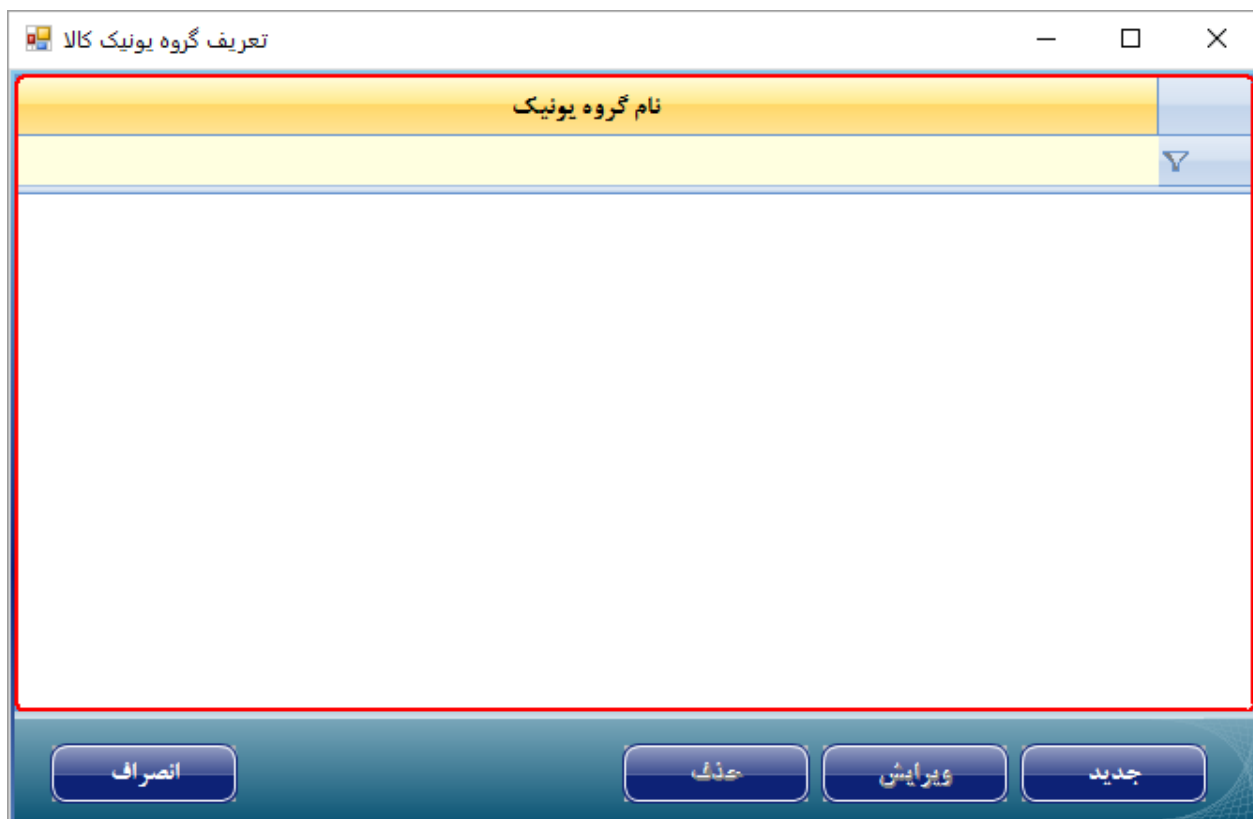 تعریف گروه یونیک کالا
نام گروه یونیک
جدید ویرایش حذف انصراف